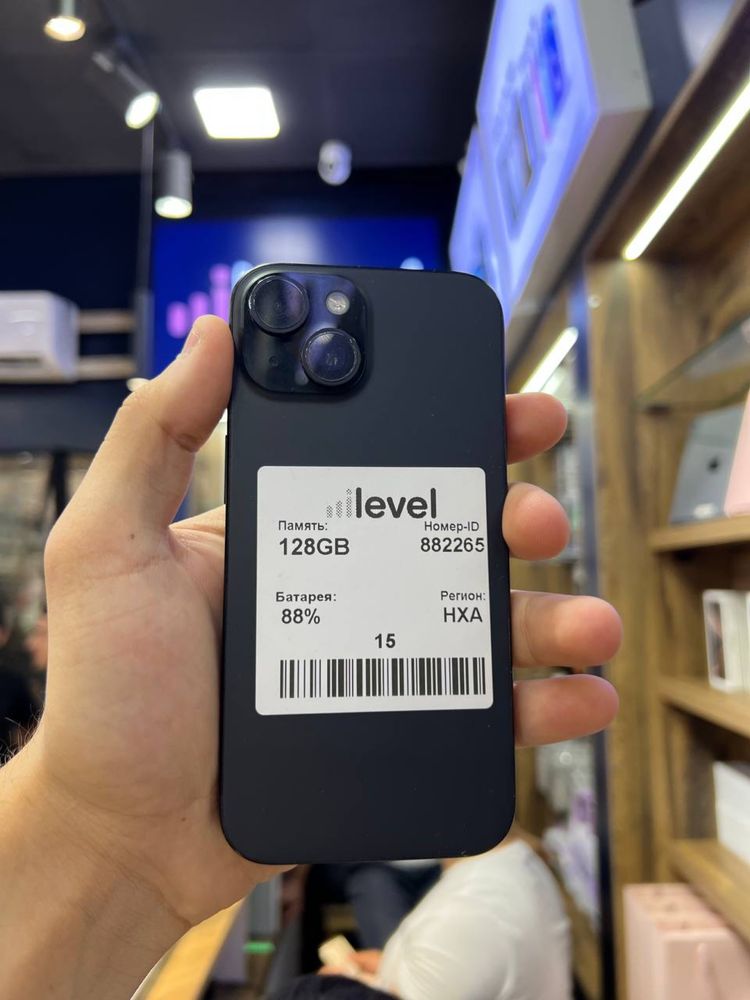 level
Память: Номер-ID
128GB 882265
Батарея: Регион:
88% HXA
15